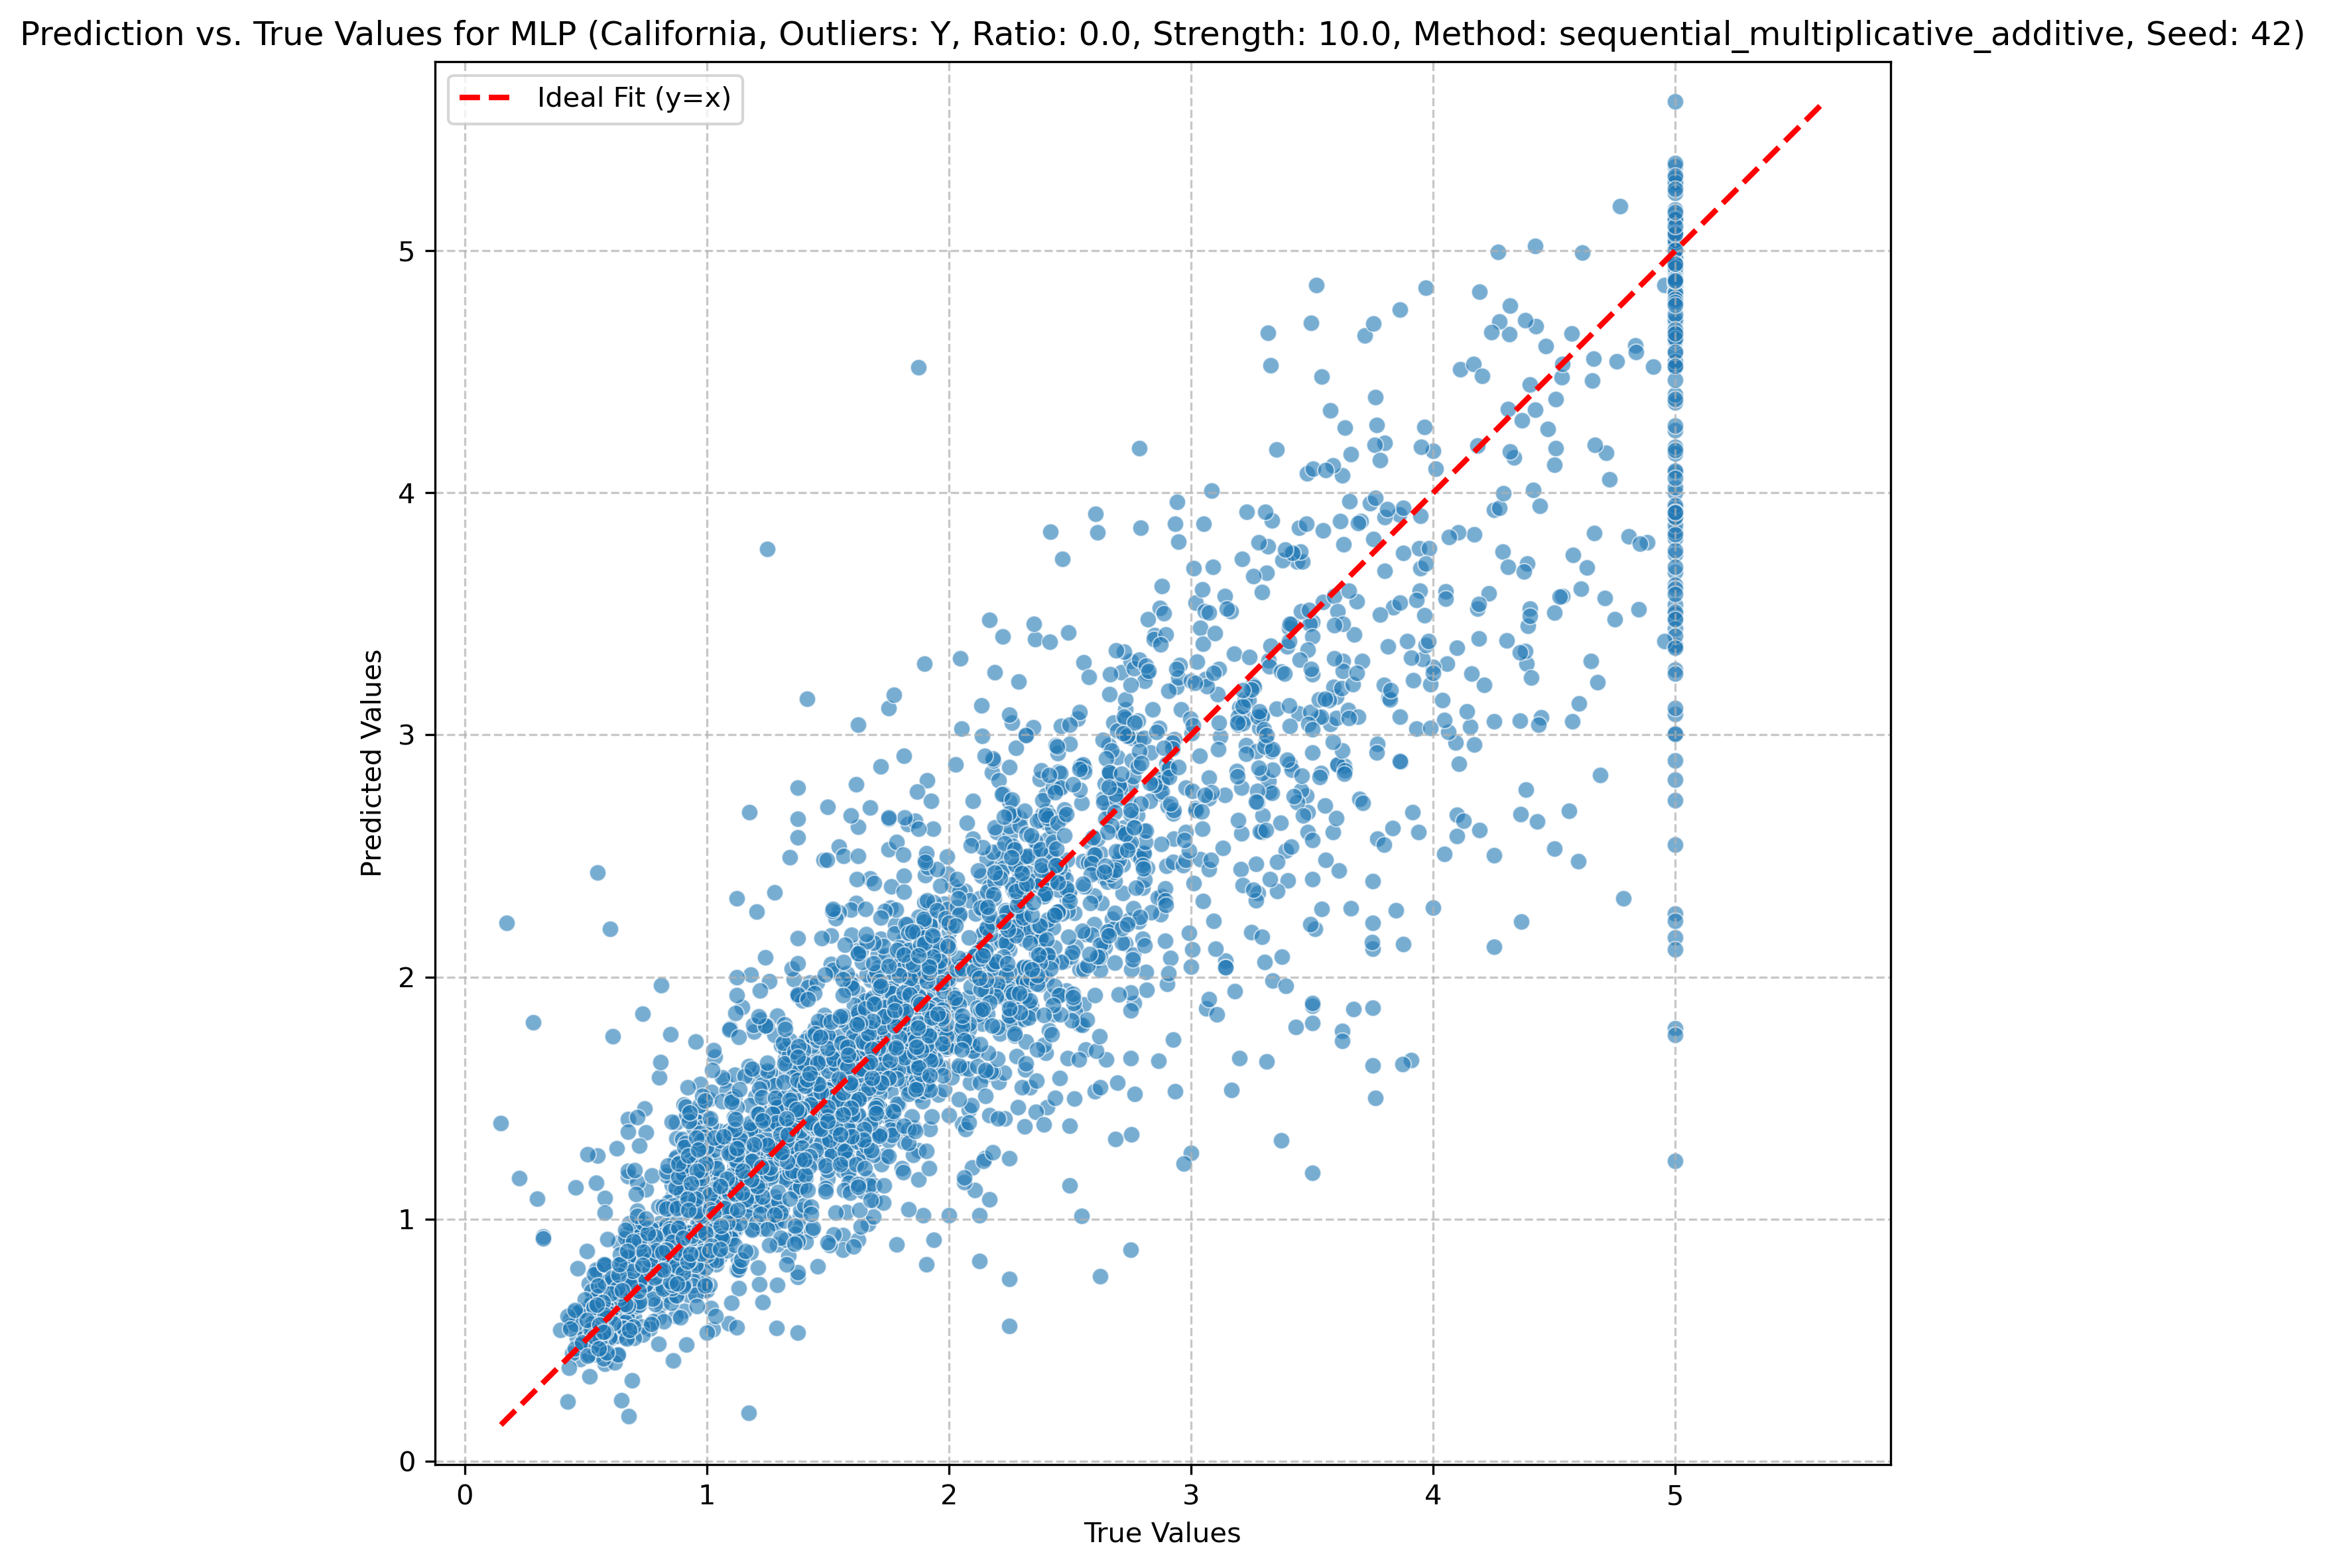 Prediction vs. True Values for MLP (California, Outliers: Y, Ratio: 0.0, Strength: 10.0, Method: sequential_multiplicative_additive, Seed: 42)
Ideal Fit (y=x)
5
4
3
2
1
0
Predicted Values
0 1 2 3 4 5
True Values